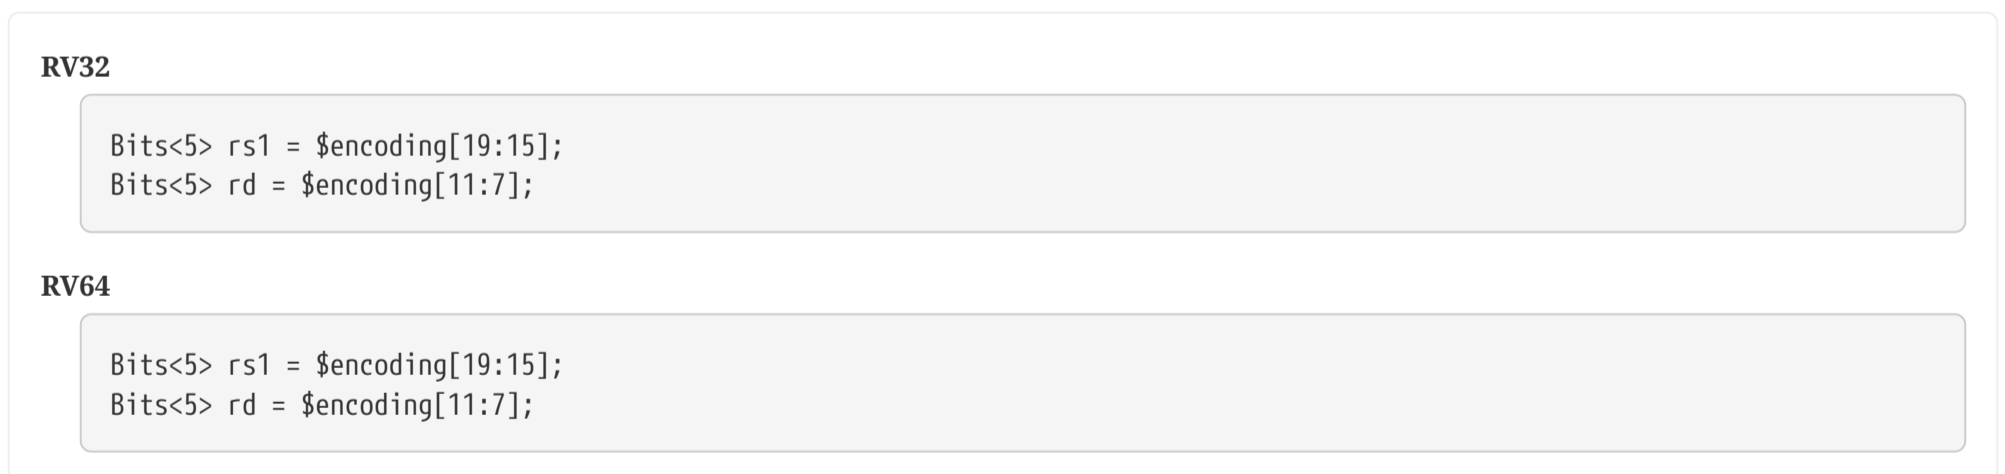 RV32
Bits<5> rs1 = $encoding[19:15];
Bits<5> rd = $encoding[11:7];
RV64
Bits<5> rs1 = $encoding[19:15];
Bits<5> rd = $encoding[11:7];